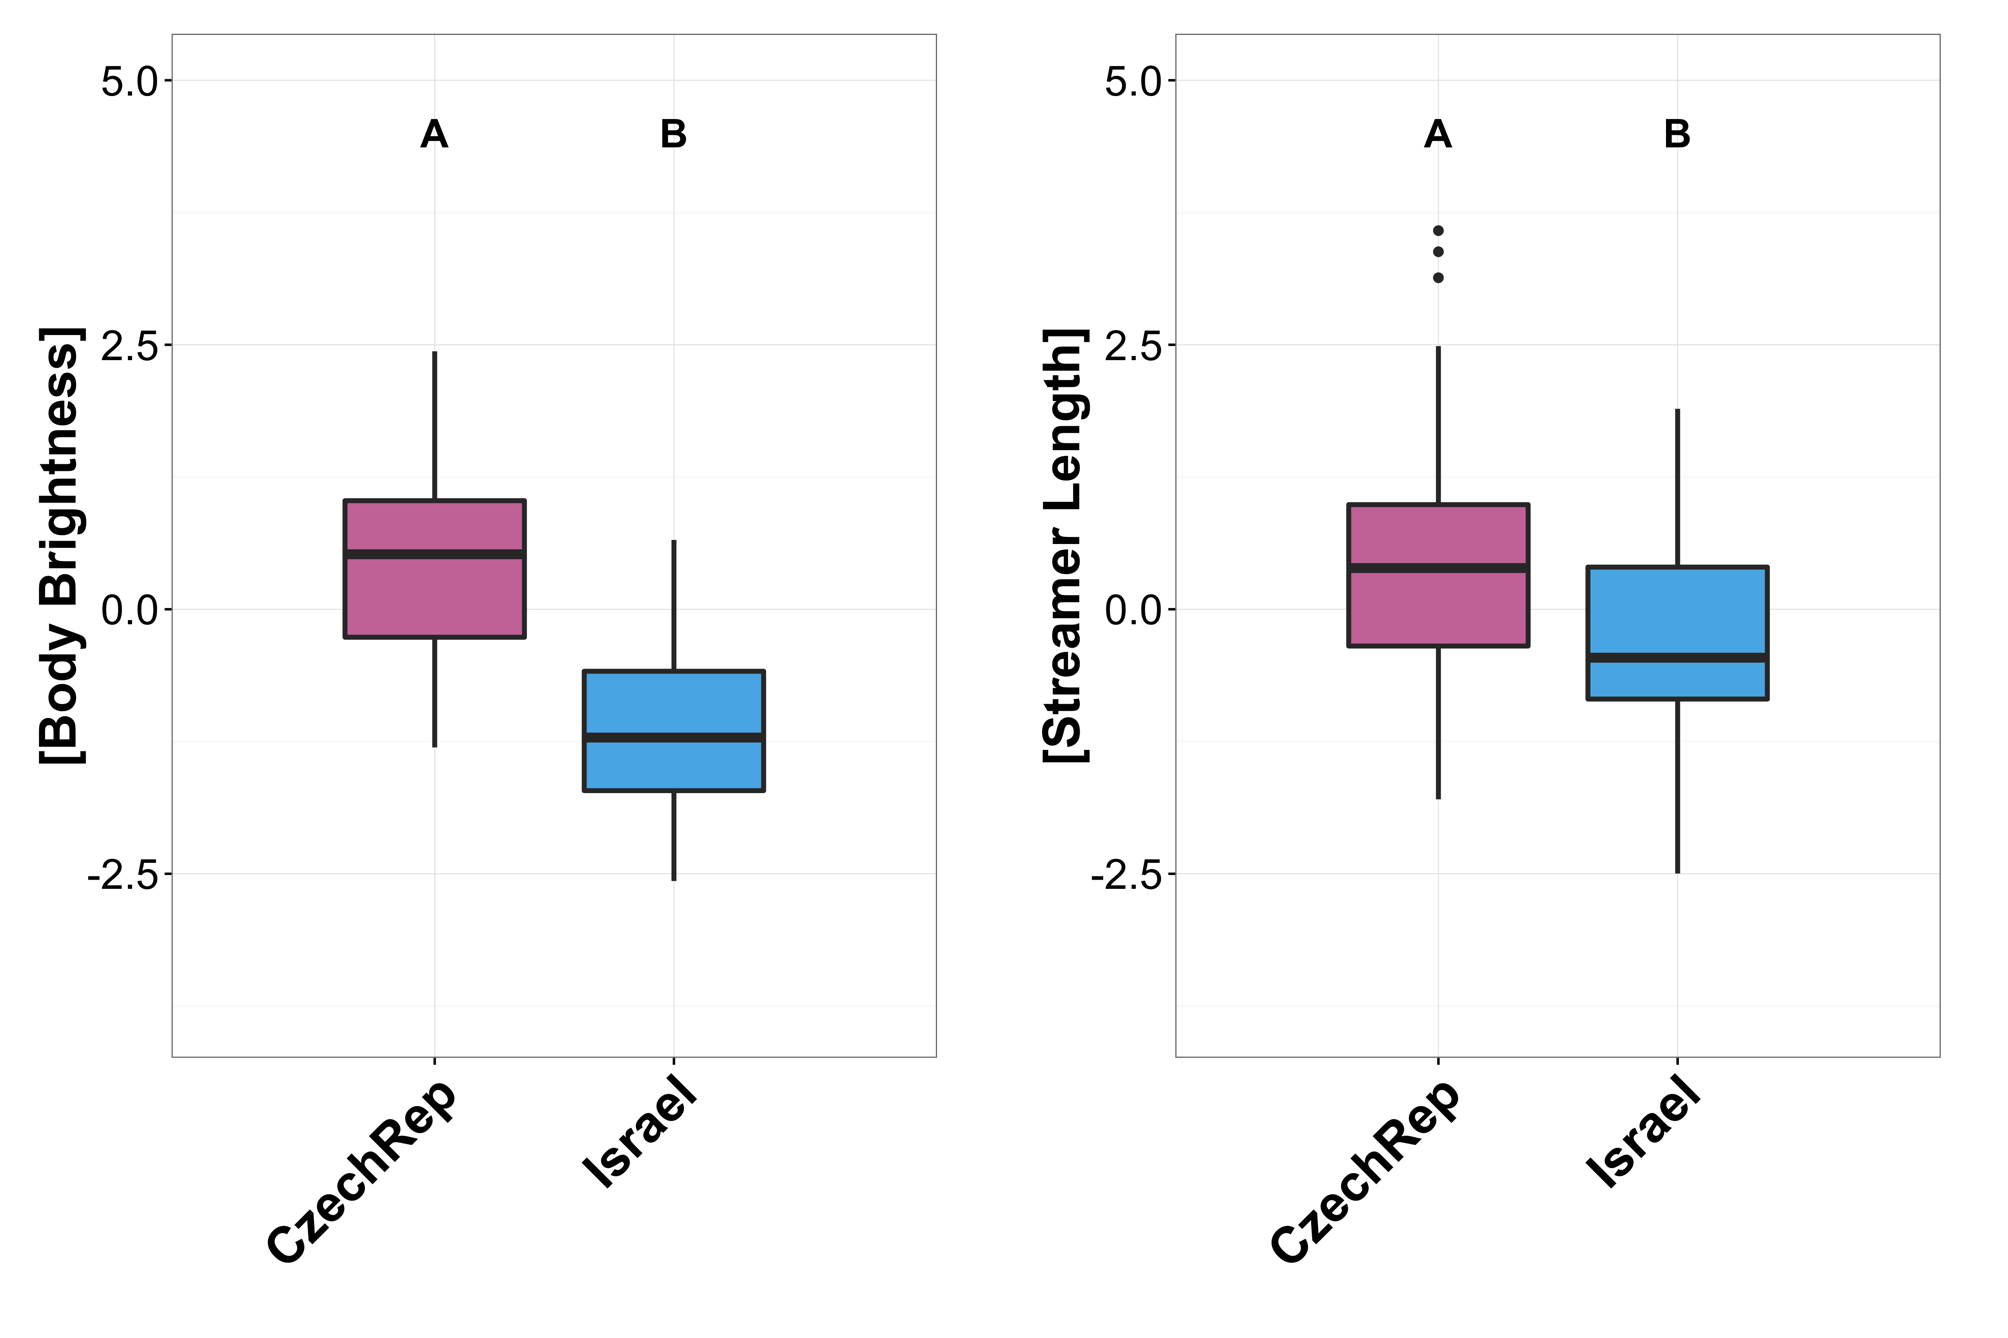 [Body Brightness]
5.0
2.5
0.0
-2.5
A
B
CzechRep
Israel
[Streamer Length]
5.0
2.5
0.0
-2.5
A
B
CzechRep
Israel